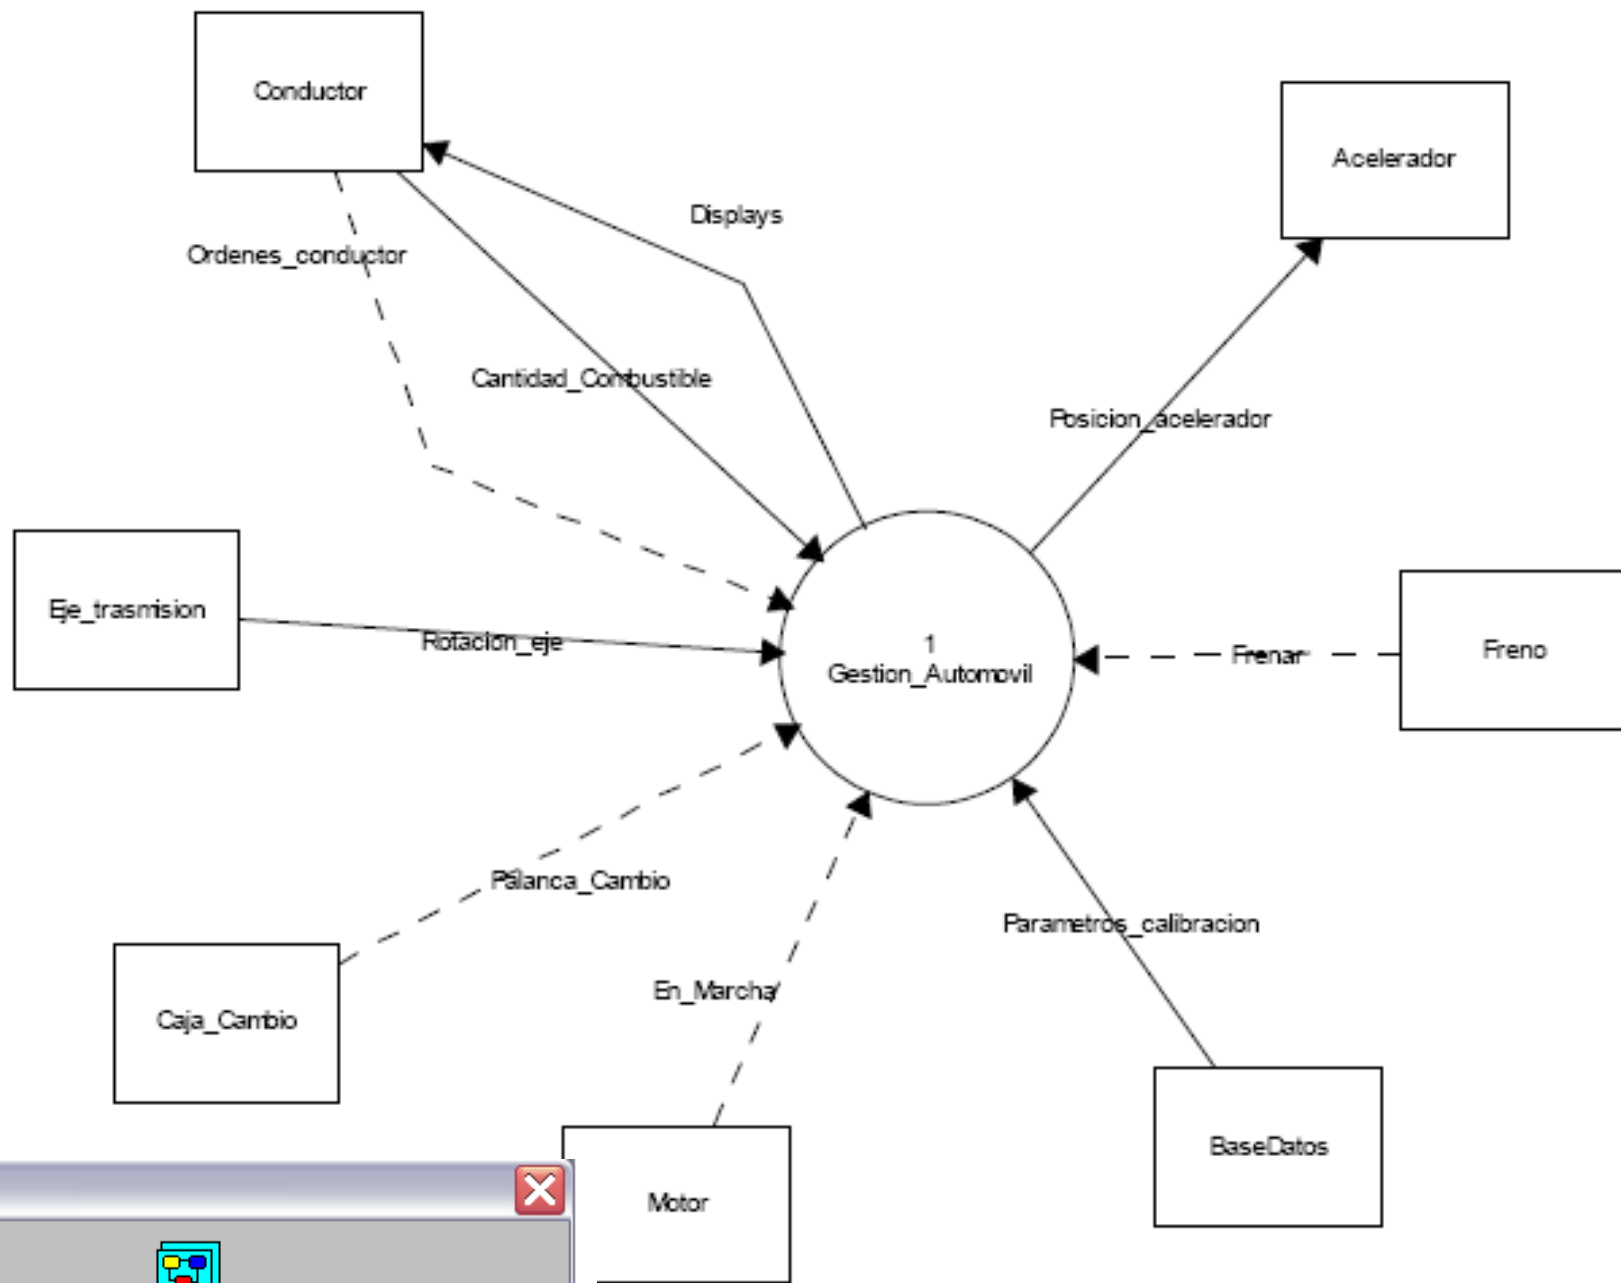 Conductor
Acelerador
Displays
Ordenes_conductor
Cantidad_Combustible
Posicion_acelerador
Eje_trasmision
Rotacion_eje
1
Gestion_Automovil
Frenar
Freno
Palanca_Cambio
Parametros_calibracion
En_Marcha
Caja_Cambio
BaseDatos
Motor